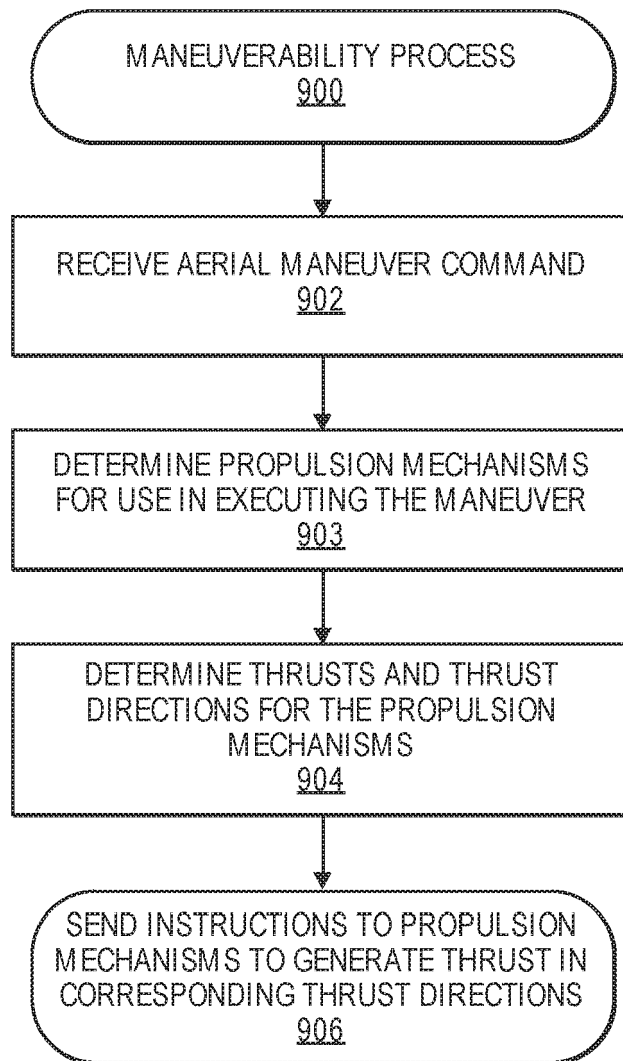 MANEUVERABILITY PROCESS
900
RECEIVE AERIAL MANEUVER COMMAND
902
DETERMINE PROPULSION MECHANISMS
FOR USE IN EXECUTING THE MANEUVER
903
DETERMINE THRUSTS AND THRUST
DIRECTIONS FOR THE PROPULSION
MECHANISMS
904
SEND INSTRUCTIONS TO PROPULSION
MECHANISMS TO GENERATE THRUST IN
CORRESPONDING THRUST DIRECTIONS
906